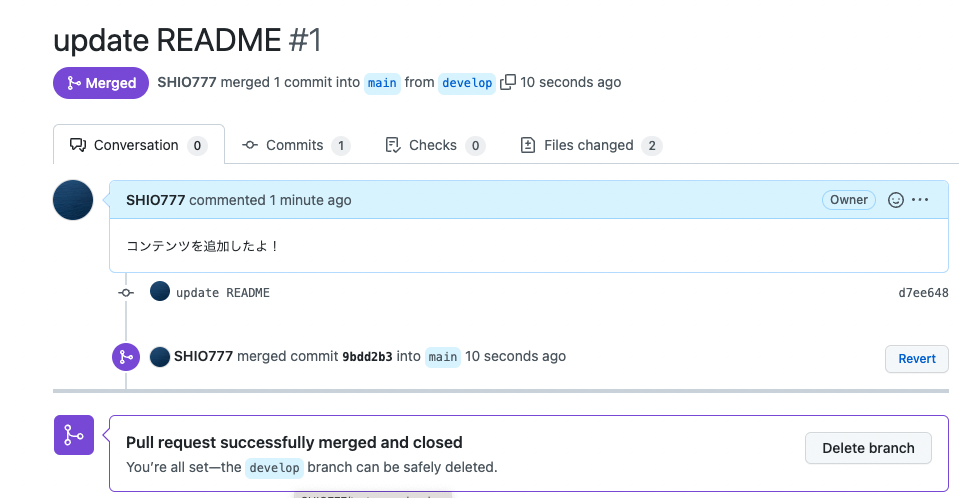 update README #1
Merged SHIO777 merged 1 commit into main from develop 10 seconds ago
Conversation 0 Commits 1 Checks 0 Files changed 2
SHIO777 commented 1 minute ago Owner
コンテンツを追加したよ！
update README d7ee648
SHIO777 merged commit 9bdd2b3 into main 10 seconds ago Revert
Pull request successfully merged and closed
You’re all set—the develop branch can be safely deleted.
Delete branch